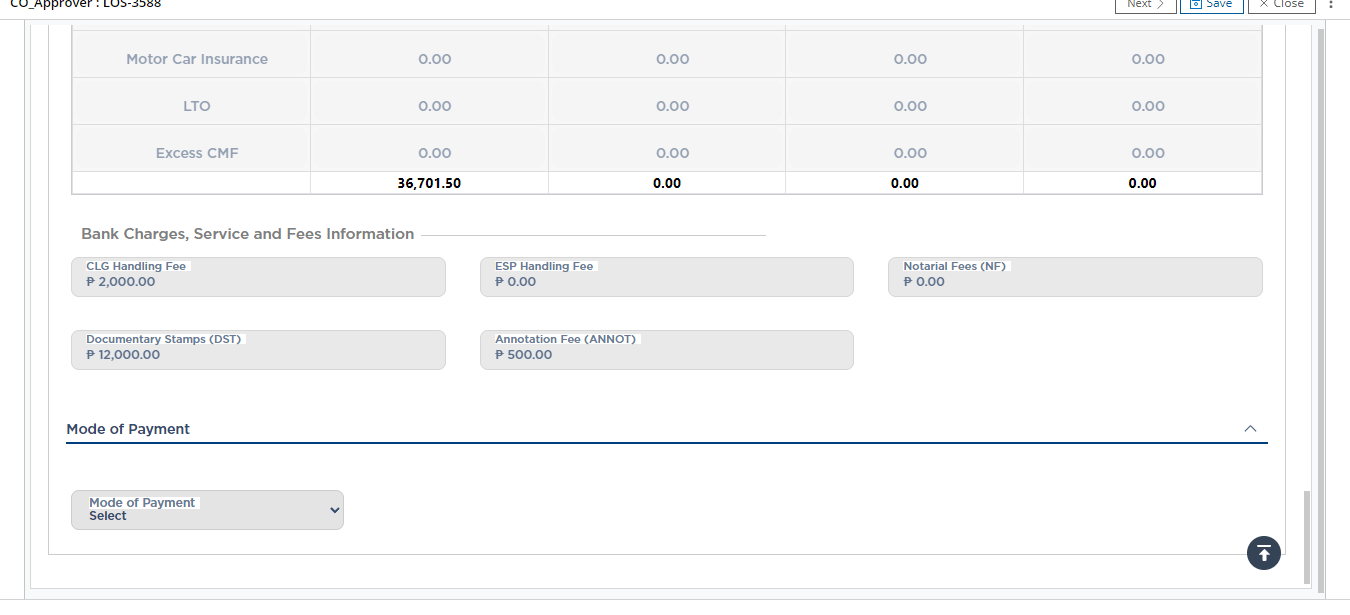 CO_Approver : LOS-3588
Next Save Close
Motor Car Insurance 0.00 0.00 0.00 0.00
LTO 0.00 0.00 0.00 0.00
Excess CMF 0.00 0.00 0.00 0.00
36,701.50 0.00 0.00 0.00
Bank Charges, Service and Fees Information
CLG Handling Fee ESP Handling Fee Notarial Fees (NF)
₱ 2,000.00 ₱ 0.00 ₱ 0.00
Documentary Stamps (DST) Annotation Fee (ANNOT)
₱ 12,000.00 ₱ 500.00
Mode of Payment
Mode of Payment
Select